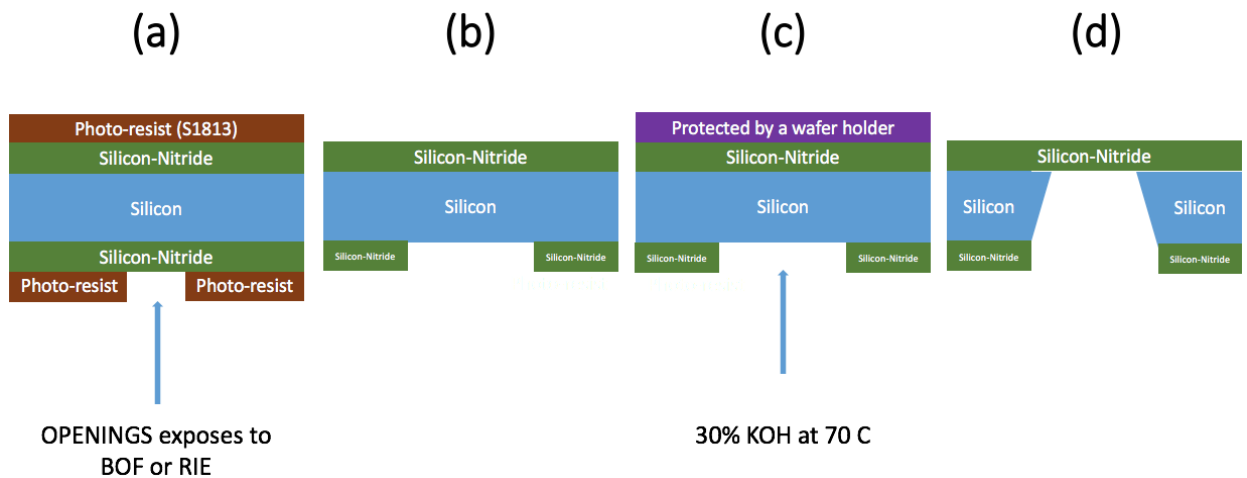 (a)
(b)
(c)
(d)
Photo-resist (S1813)
Silicon-Nitride
Silicon
Silicon-Nitride
Photo-resist
Photo-resist
OPENINGS exposes to
BOF or RIE
Silicon-Nitride
Silicon
Silicon-Nitride
Silicon-Nitride
Protected by a wafer holder
Silicon-Nitride
Silicon
Silicon-Nitride
Silicon-Nitride
30% KOH at 70 C
Silicon-Nitride
Silicon
Silicon
Silicon-Nitride
Silicon-Nitride